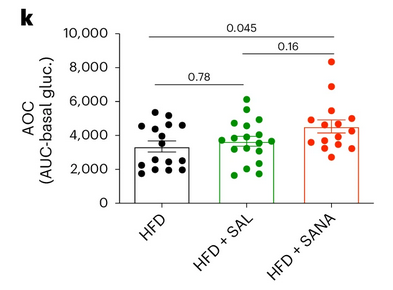 k
10,000
8,000
6,000
4,000
2,000
0
AOC
(AUC-basal gluc.)
0.045
0.16
0.78
HFD
HFD + SAL
HFD + SANA